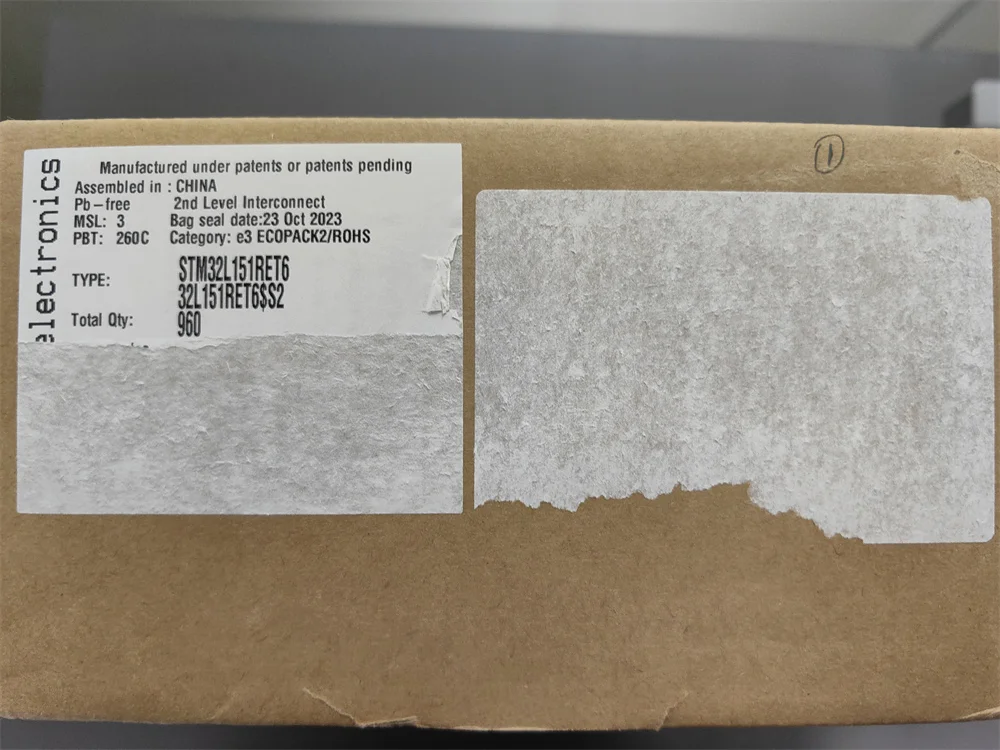 electronics
Manufactured under patents or patents pending
Assembled in : CHINA
Pb-free 2nd Level Interconnect
MSL: 3 Bag seal date:23 Oct 2023
PBT: 260C Category: e3 ECOPACK2/ROHS
TYPE: STM32L151RET6
32L151RET6$S2
Total Qty: 960
1